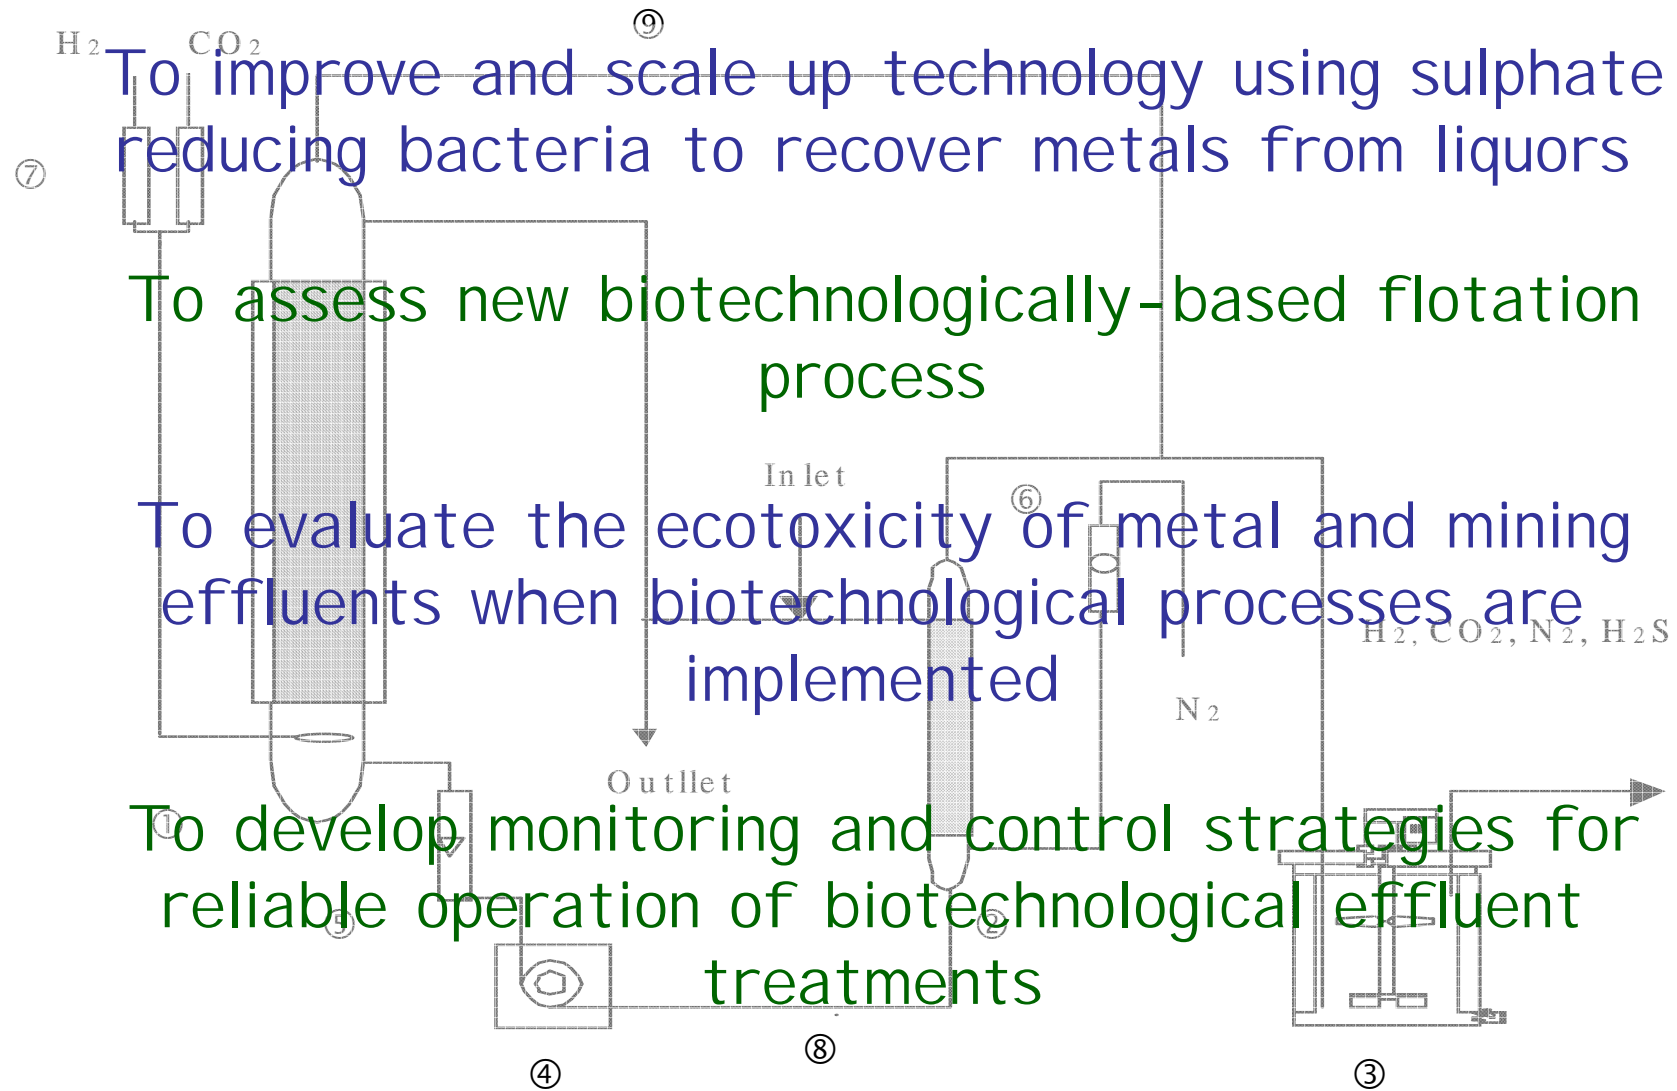 ⑨
H2 CO2
To improve and scale up technology using sulphate
reducing bacteria to recover metals from liquors
⑦
To assess new biotechnologically-based flotation
process
Inlet
⑥
To evaluate the ecotoxicity of metal and mining
effluents when biotechnological processes are
H2, CO2, N2, H2S
implemented
N2
Outllet
①
To develop monitoring and control strategies for
reliable operation of biotechnological effluent
⑤ ②
treatments
⑧
④ ③